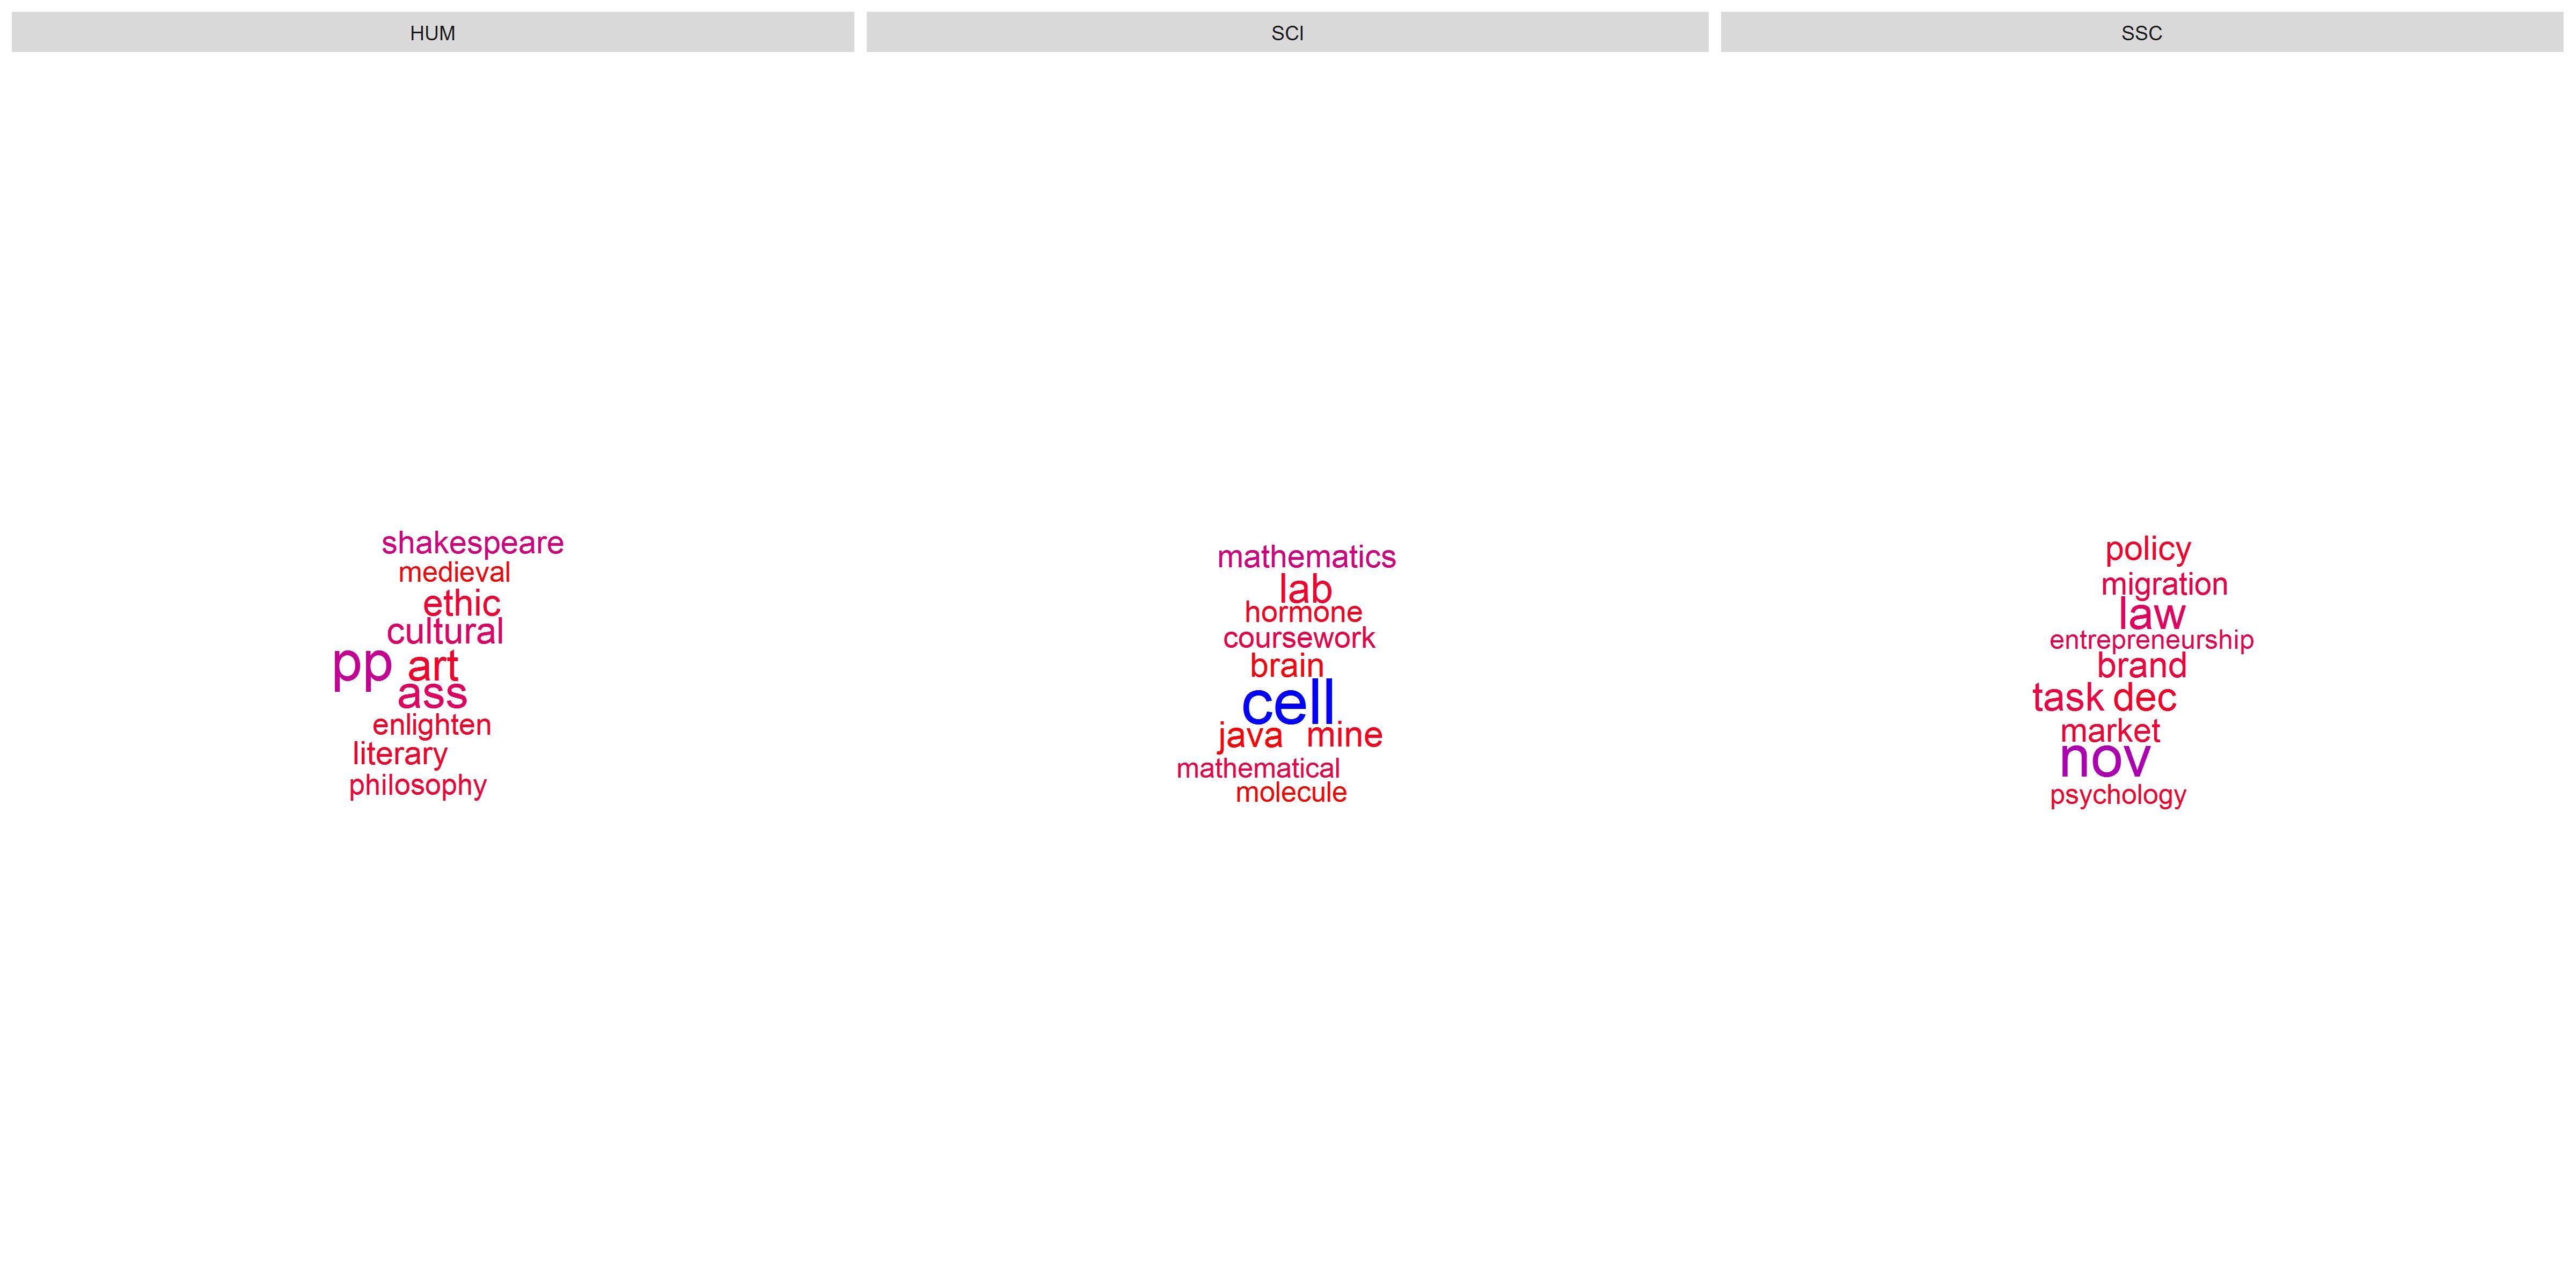 HUM
SCI
SSC
shakespeare
medieval
ethic
cultural
pp art
ass
enlighten
literary
philosophy
mathematics
lab
hormone
coursework
brain
cell
java mine
mathematical
molecule
policy
migration
law
entrepreneurship
brand
task dec
market
nov
psychology